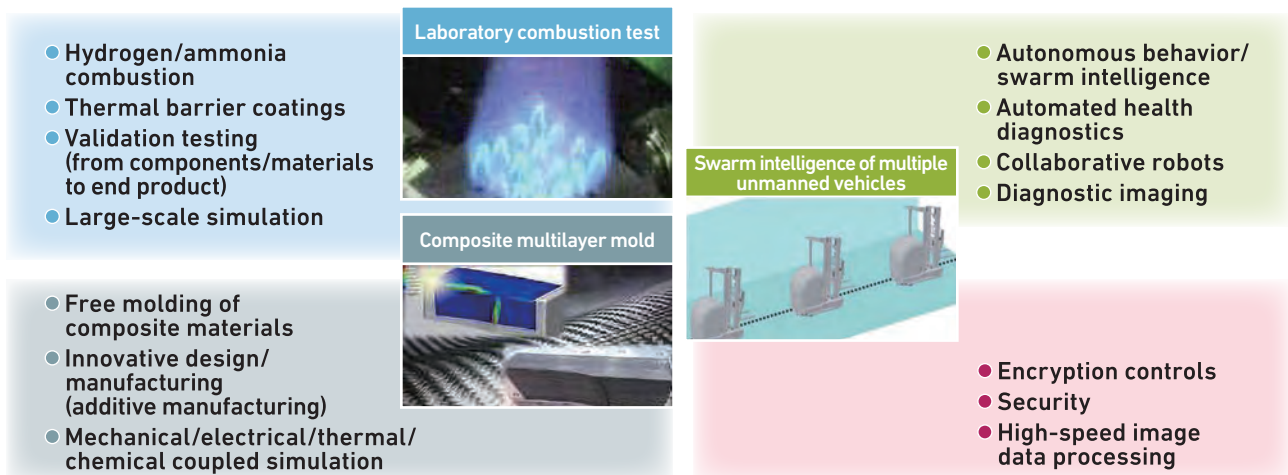 Hydrogen/ammonia
combustion
Thermal barrier coatings
Validation testing
(from components/materials
to end product)
Large-scale simulation
Laboratory combustion test
Composite multilayer mold
Free molding of
composite materials
Innovative design/
manufacturing
(additive manufacturing)
Mechanical/electrical/thermal/
chemical coupled simulation
Swarm intelligence of multiple
unmanned vehicles
Autonomous behavior/
swarm intelligence
Automated health
diagnostics
Collaborative robots
Diagnostic imaging
Encryption controls
Security
High-speed image
data processing